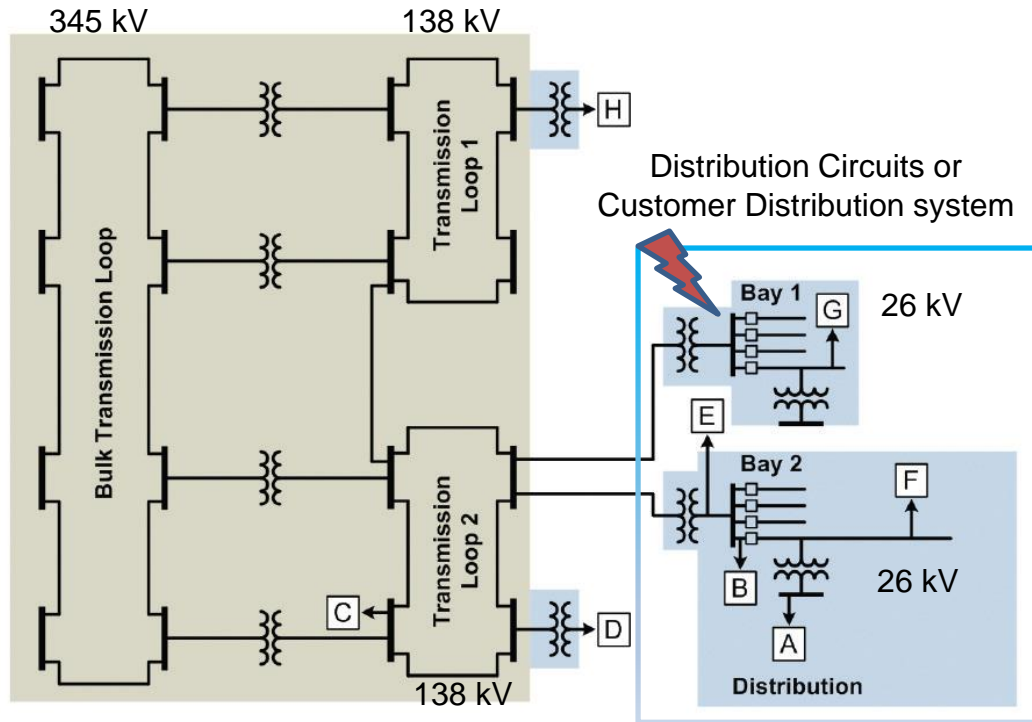 345 kV
138 kV
H
Transmission
Loop 1
Distribution Circuits or
Customer Distribution system
Bulk Transmission Loop
Bay 1
26 kV
G
E
Transmission
Loop 2
Bay 2
F
B
26 kV
C
D
A
138 kV
Distribution